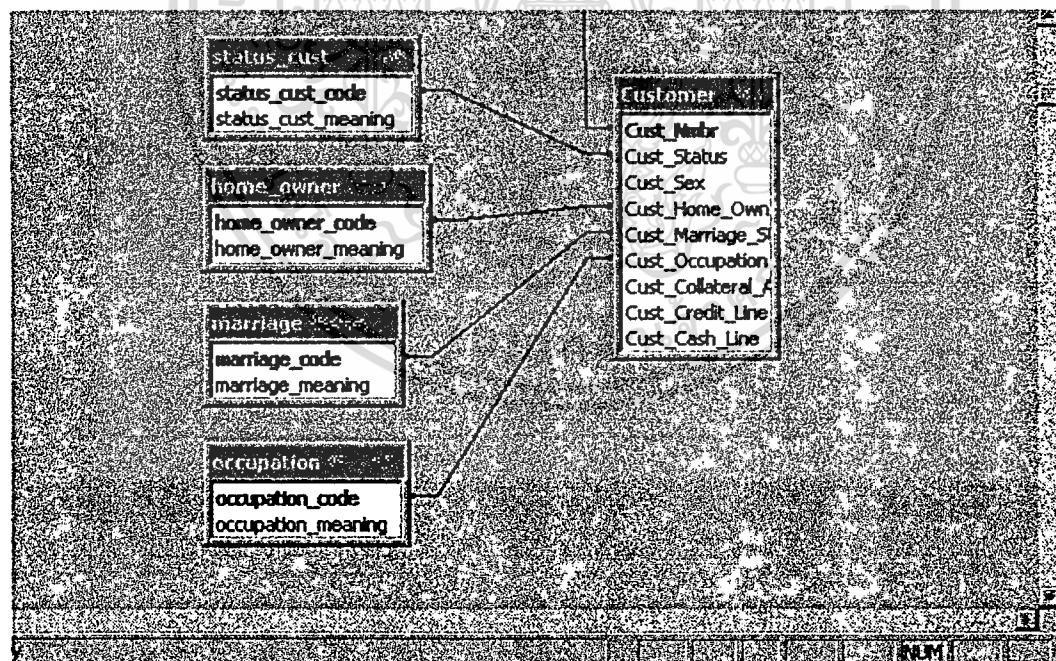 status_cust
status_cust_code
status_cust_meaning
home_owner
home_owner_code
home_owner_meaning
marriage
marriage_code
marriage_meaning
occupation
occupation_code
occupation_meaning
Customer
Cust_Nmbr
Cust_Status
Cust_Sex
Cust_Home_Own
Cust_Marriage_S
Cust_Occupation
Cust_Collateral_A
Cust_Credit_Line
Cust_Cash_Line
NUM